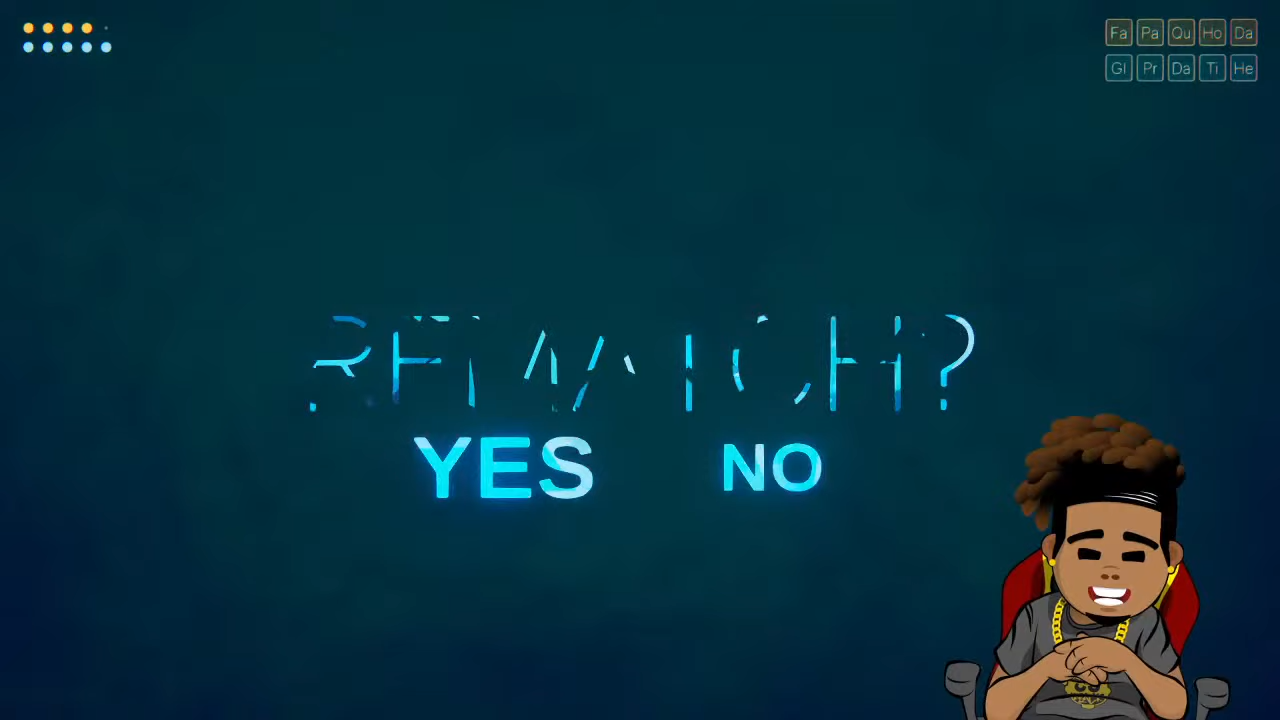 Fa Pa Qu Ho Da
Gl Pr Da Ti He
REMATCH?
YES NO